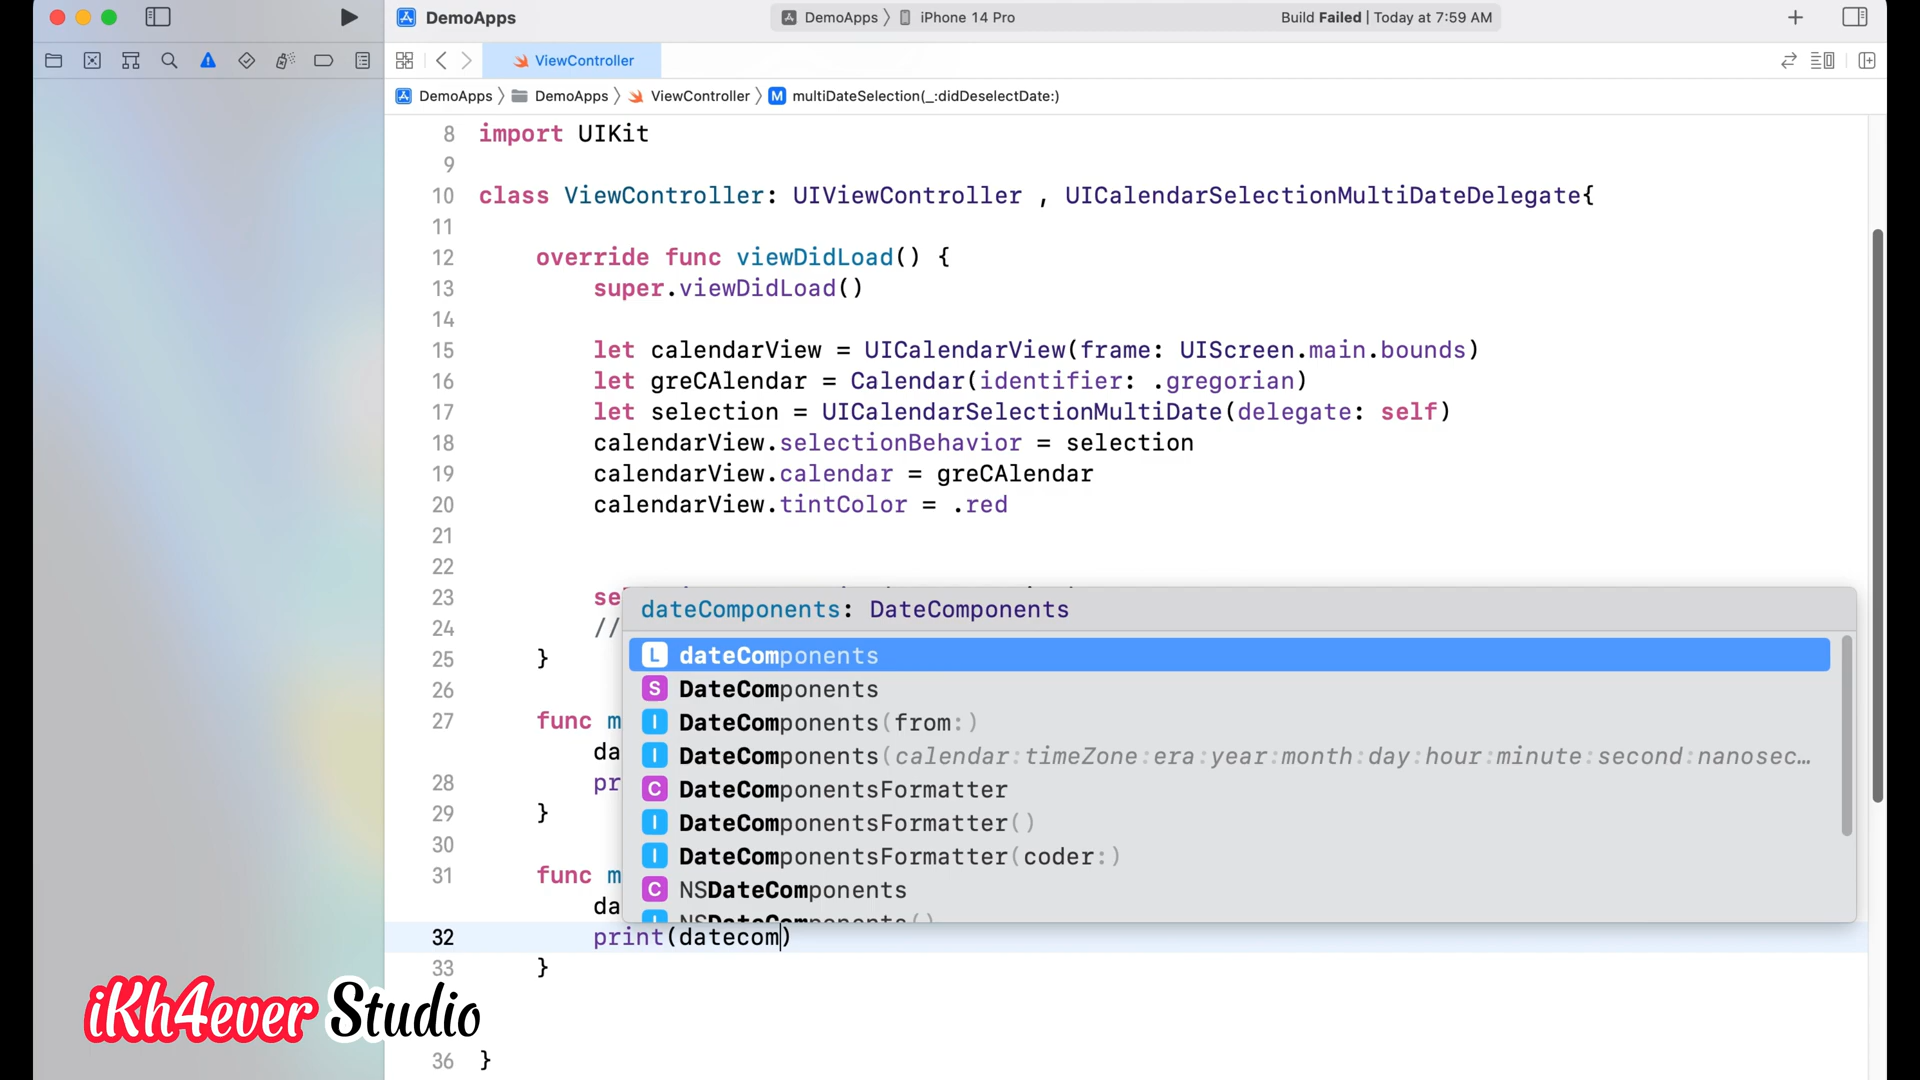 DemoApps
DemoApps 〉 iPhone 14 Pro
Build Failed | Today at 7:59 AM
ViewController
DemoApps 〉 DemoApps 〉 ViewController 〉 M multiDateSelection(_:didDeselectDate:)
8 import UIKit
9
10 class ViewController: UIViewController , UICalendarSelectionMultiDateDelegate{
11
12 override func viewDidLoad() {
13 super.viewDidLoad()
14
15 let calendarView = UICalendarView(frame: UIScreen.main.bounds)
16 let greCAlendar = Calendar(identifier: .gregorian)
17 let selection = UICalendarSelectionMultiDate(delegate: self)
18 calendarView.selectionBehavior = selection
19 calendarView.calendar = greCAlendar
20 calendarView.tintColor = .red
21
22
23 se
24 //
25 }
26
27 func m
da
28 pr
29 }
30
31 func m
da
32 print(datecom)
33 }
36 }
dateComponents: DateComponents
L dateComponents
S DateComponents
I DateComponents(from:)
I DateComponents(calendar:timeZone:era:year:month:day:hour:minute:second:nanosec…
C DateComponentsFormatter
I DateComponentsFormatter()
I DateComponentsFormatter(coder:)
C NSDateComponents
NSDateComponents()
iKh4ever Studio